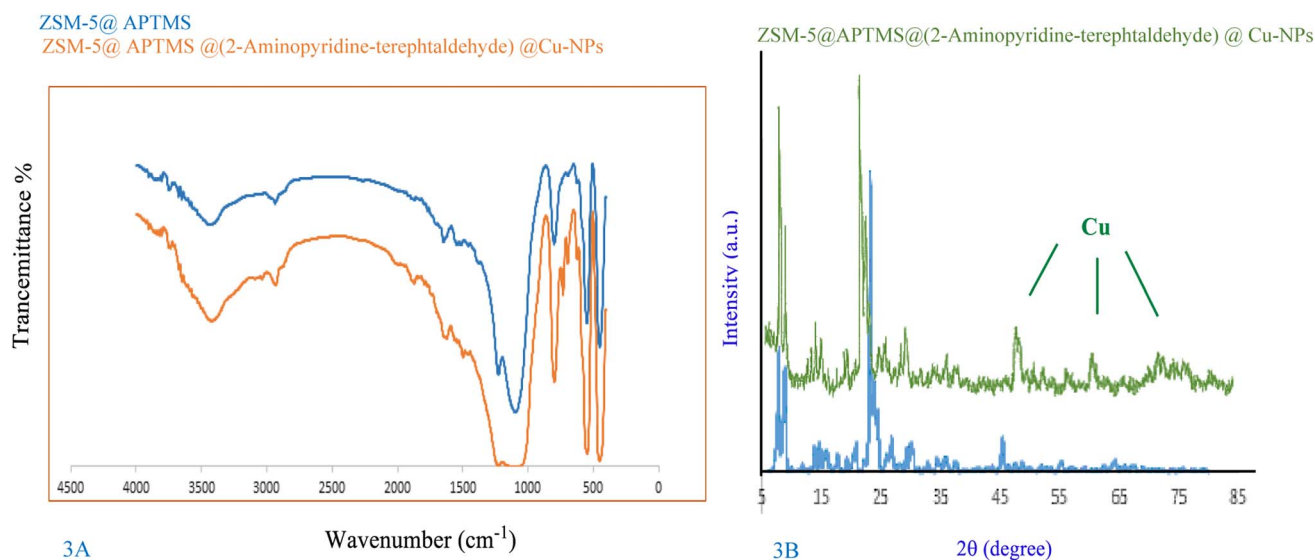 ZSM-5@ APTMS
ZSM-5@ APTMS @(2-Aminopyridine-terephtaldehyde) @Cu-NPs
Trancemittance %
4500 4000 3500 3000 2500 2000 1500 1000 500 0
Wavenumber (cm⁻¹)
3A
ZSM-5@APTMS@(2-Aminopyridine-terephtaldehyde) @ Cu-NPs
Intensity (a.u.)
Cu
5 15 25 35 45 55 65 75 85
2θ (degree)
3B